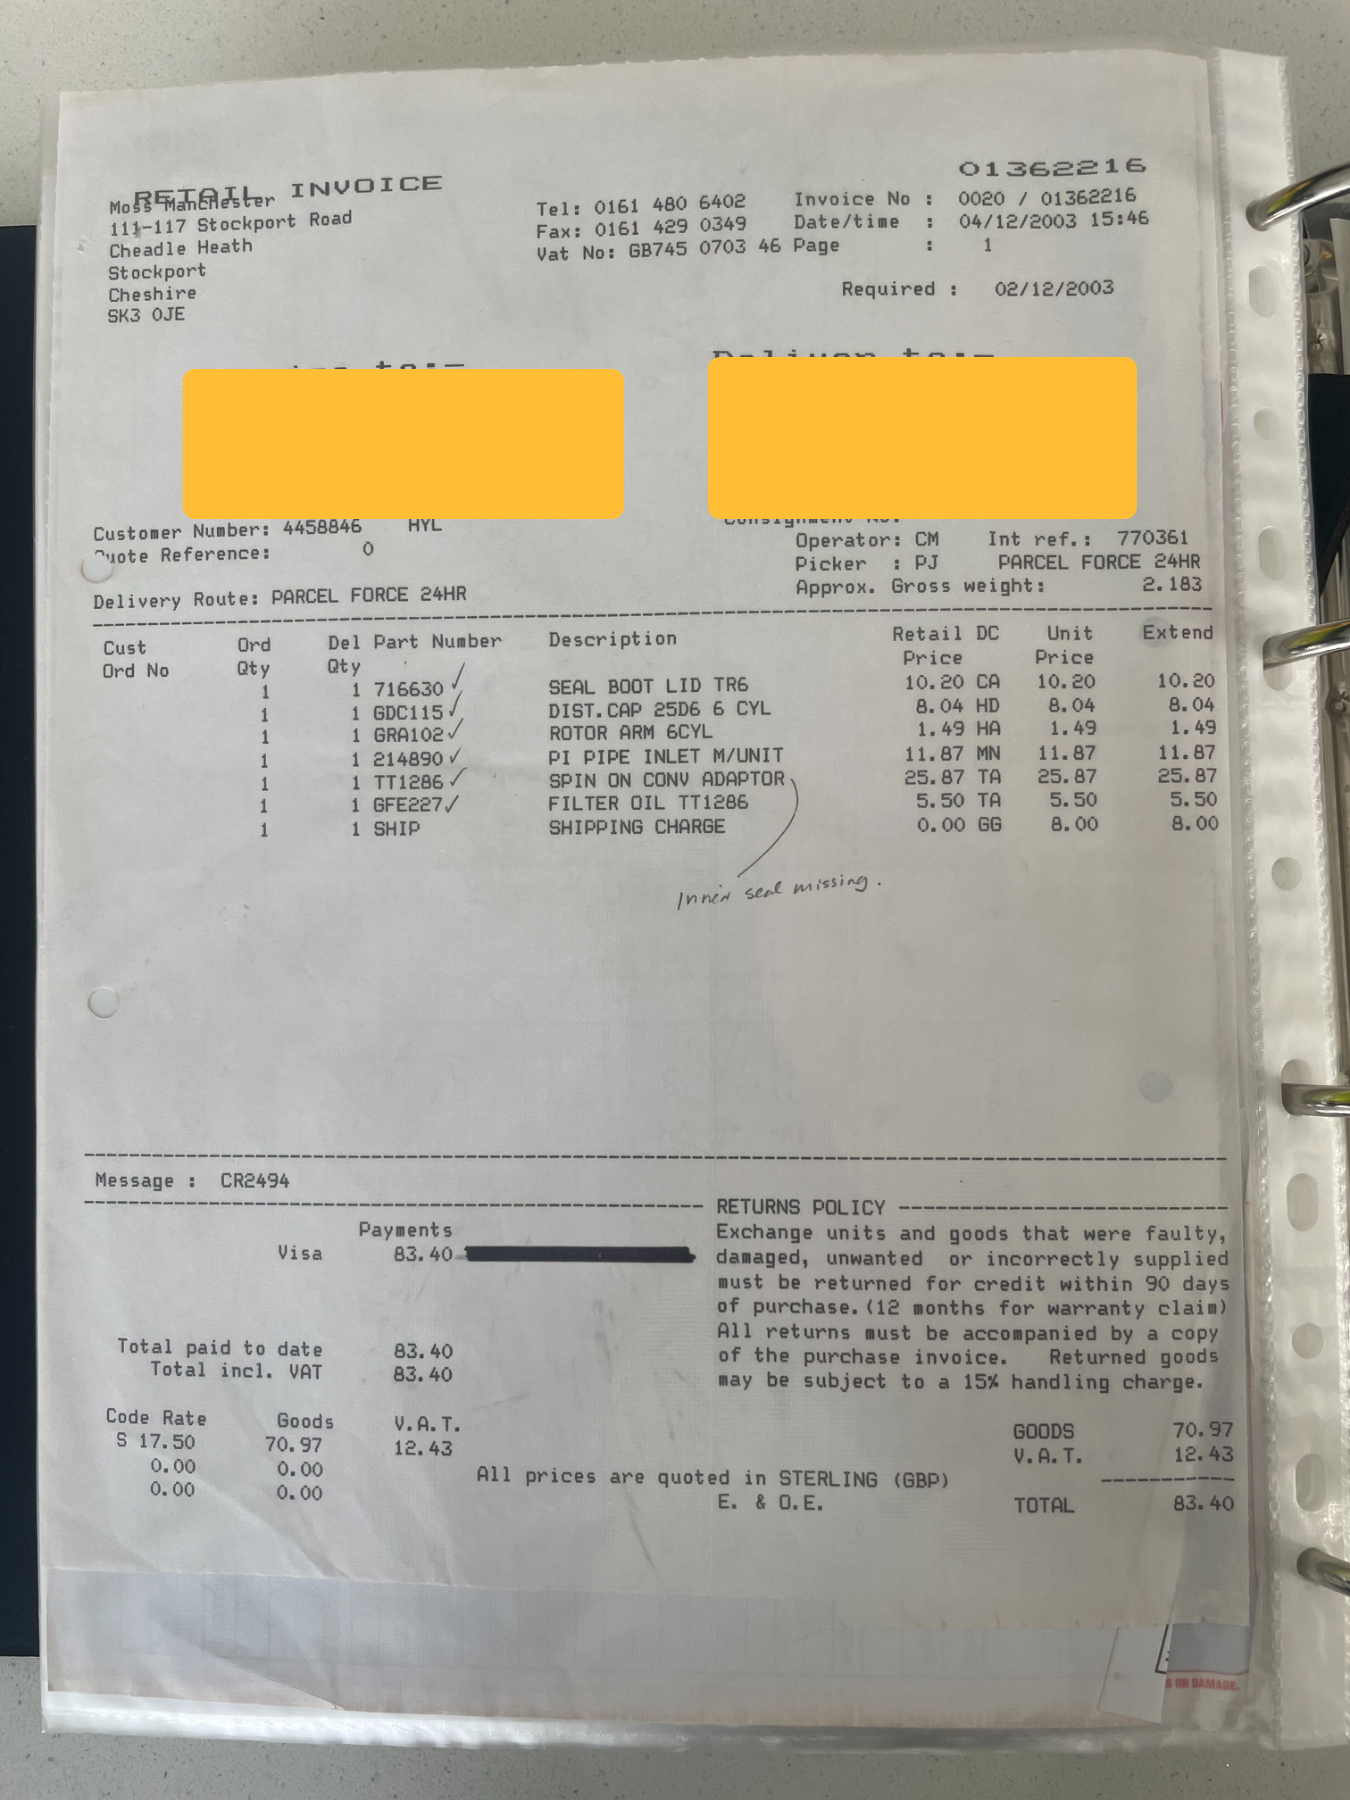 01362216
RETAIL INVOICE
Moss Manchester
111-117 Stockport Road
Cheadle Heath
Stockport
Cheshire
SK3 0JE
Tel: 0161 480 6402
Fax: 0161 429 0349
Vat No: GB745 0703 46
Invoice No : 0020 / 01362216
Date/time : 04/12/2003 15:46
Page : 1
Required : 02/12/2003
to:-
Deliver to:-
Customer Number: 4458846 HYL
Quote Reference: 0
Delivery Route: PARCEL FORCE 24HR
Consignment No:
Operator: CM Int ref.: 770361
Picker : PJ PARCEL FORCE 24HR
Approx. Gross weight: 2.183
Cust Ord Del Part Number Description Retail DC Unit Extend
Ord No Qty Qty Price Price
1 1 716630 ✓ SEAL BOOT LID TR6 10.20 CA 10.20 10.20
1 1 GDC115 ✓ DIST.CAP 25D6 6 CYL 8.04 HD 8.04 8.04
1 1 GRA102 ✓ ROTOR ARM 6CYL 1.49 HA 1.49 1.49
1 1 214890 ✓ PI PIPE INLET M/UNIT 11.87 MN 11.87 11.87
1 1 TT1286 ✓ SPIN ON CONV ADAPTOR 25.87 TA 25.87 25.87
1 1 GFE227 ✓ FILTER OIL TT1286 5.50 TA 5.50 5.50
1 1 SHIP SHIPPING CHARGE 0.00 GG 8.00 8.00
Inner seal missing.
Message : CR2494
Payments
Visa 83.40
Total paid to date 83.40
Total incl. VAT 83.40
Code Rate Goods V.A.T.
S 17.50 70.97 12.43
0.00 0.00
0.00 0.00
RETURNS POLICY
Exchange units and goods that were faulty,
damaged, unwanted or incorrectly supplied
must be returned for credit within 90 days
of purchase.(12 months for warranty claim)
All returns must be accompanied by a copy
of the purchase invoice. Returned goods
may be subject to a 15% handling charge.
GOODS 70.97
V.A.T. 12.43
All prices are quoted in STERLING (GBP)
E. & O.E.
TOTAL 83.40
S OR DAMAGE.